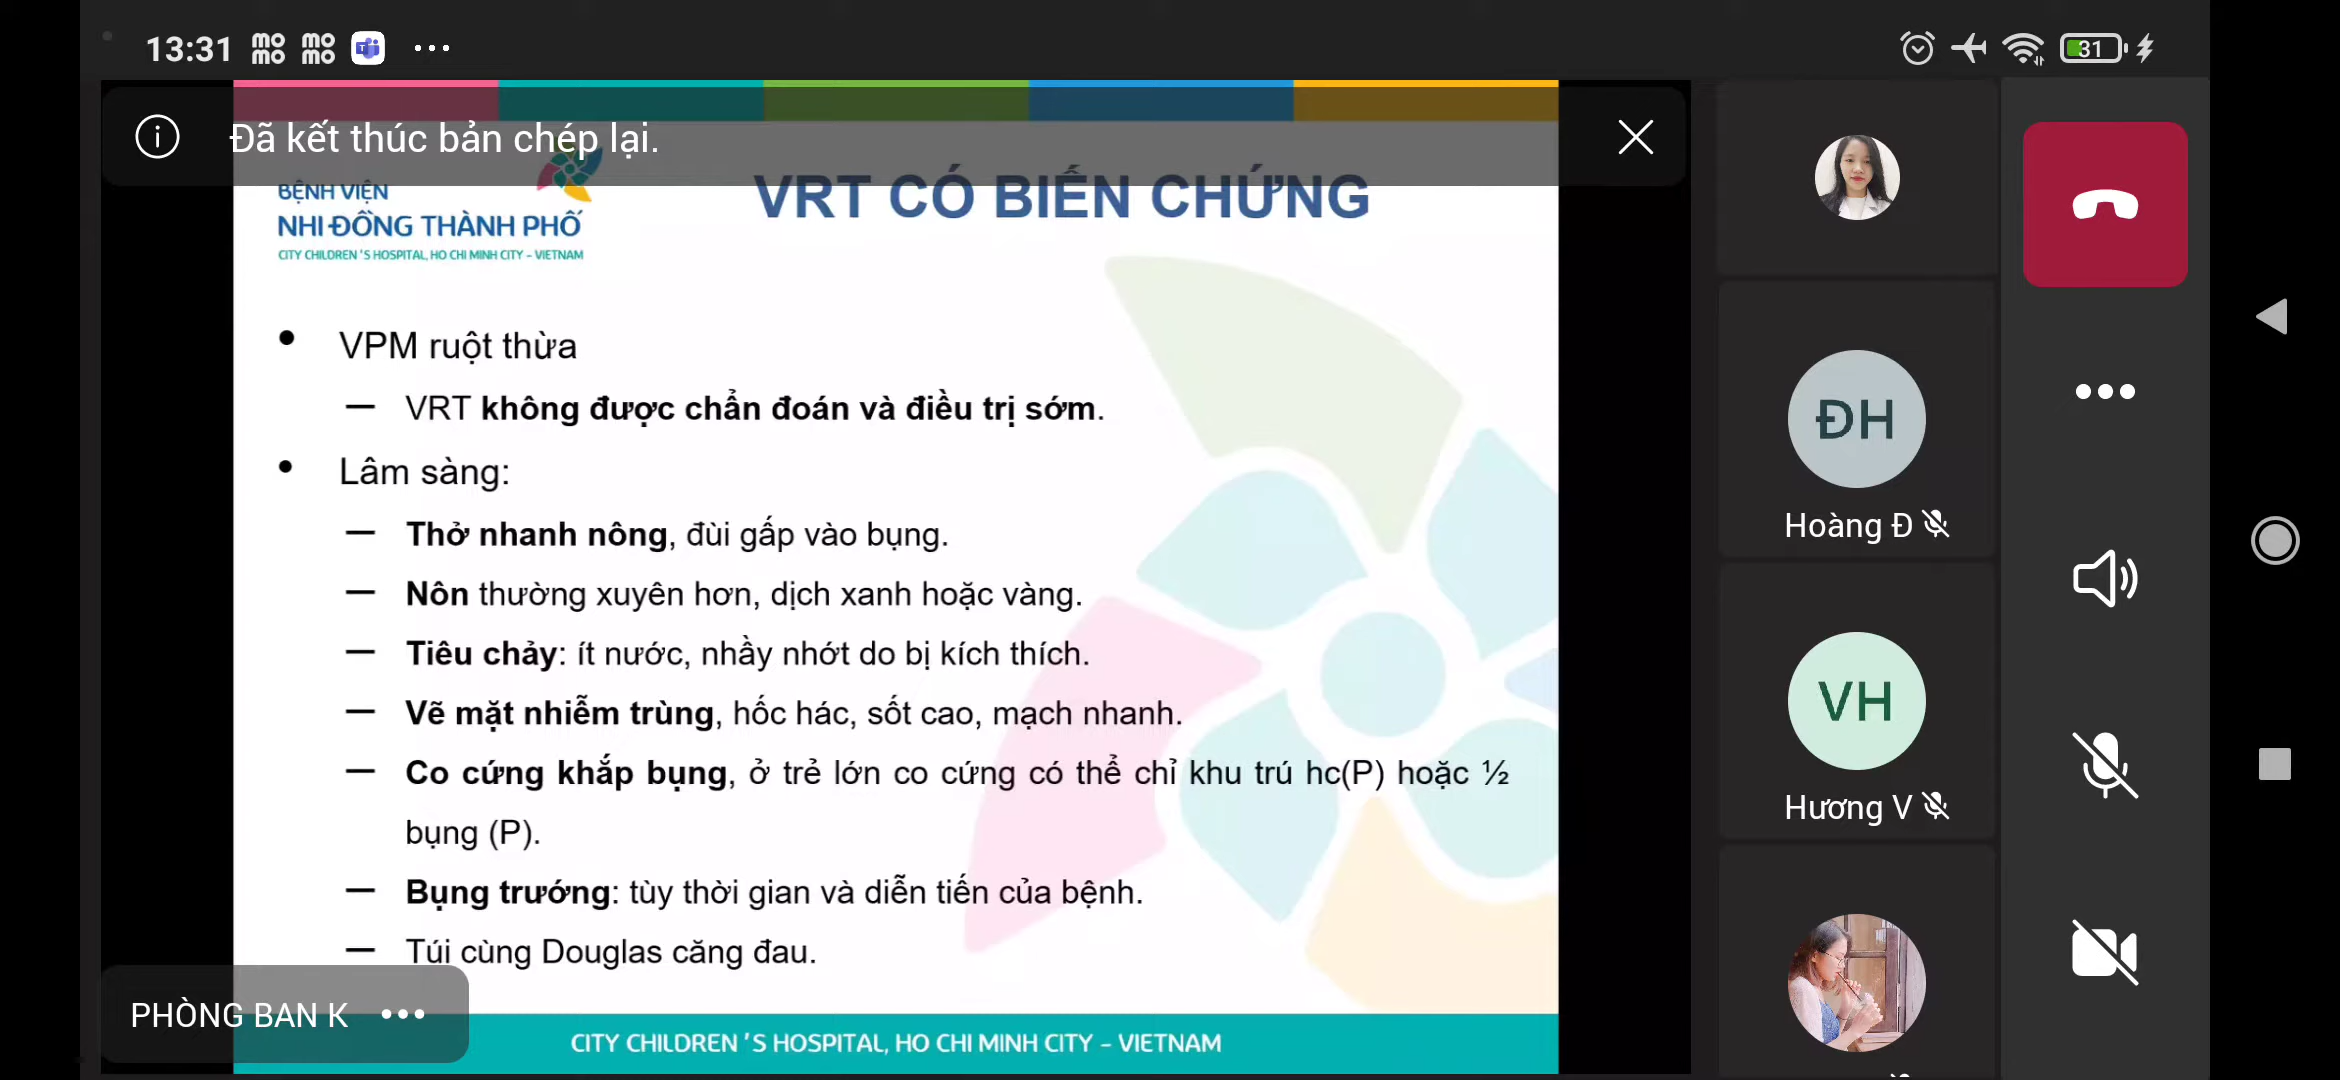 13:31
31
Đã kết thúc bản chép lại.
BỆNH VIỆN
NHI ĐỒNG THÀNH PHỐ
CITY CHILDREN'S HOSPITAL, HO CHI MINH CITY - VIETNAM
VRT CÓ BIẾN CHỨNG
• VPM ruột thừa
— VRT không được chẩn đoán và điều trị sớm.
• Lâm sàng:
— Thở nhanh nông, đùi gấp vào bụng.
— Nôn thường xuyên hơn, dịch xanh hoặc vàng.
— Tiêu chảy: ít nước, nhầy nhớt do bị kích thích.
— Vẽ mặt nhiễm trùng, hốc hác, sốt cao, mạch nhanh.
— Co cứng khắp bụng, ở trẻ lớn co cứng có thể chỉ khu trú hc(P) hoặc ½
bụng (P).
— Bụng trướng: tùy thời gian và diễn tiến của bệnh.
— Túi cùng Douglas căng đau.
PHÒNG BAN K
CITY CHILDREN'S HOSPITAL, HO CHI MINH CITY - VIETNAM
ĐH
Hoàng Đ
VH
Hương V